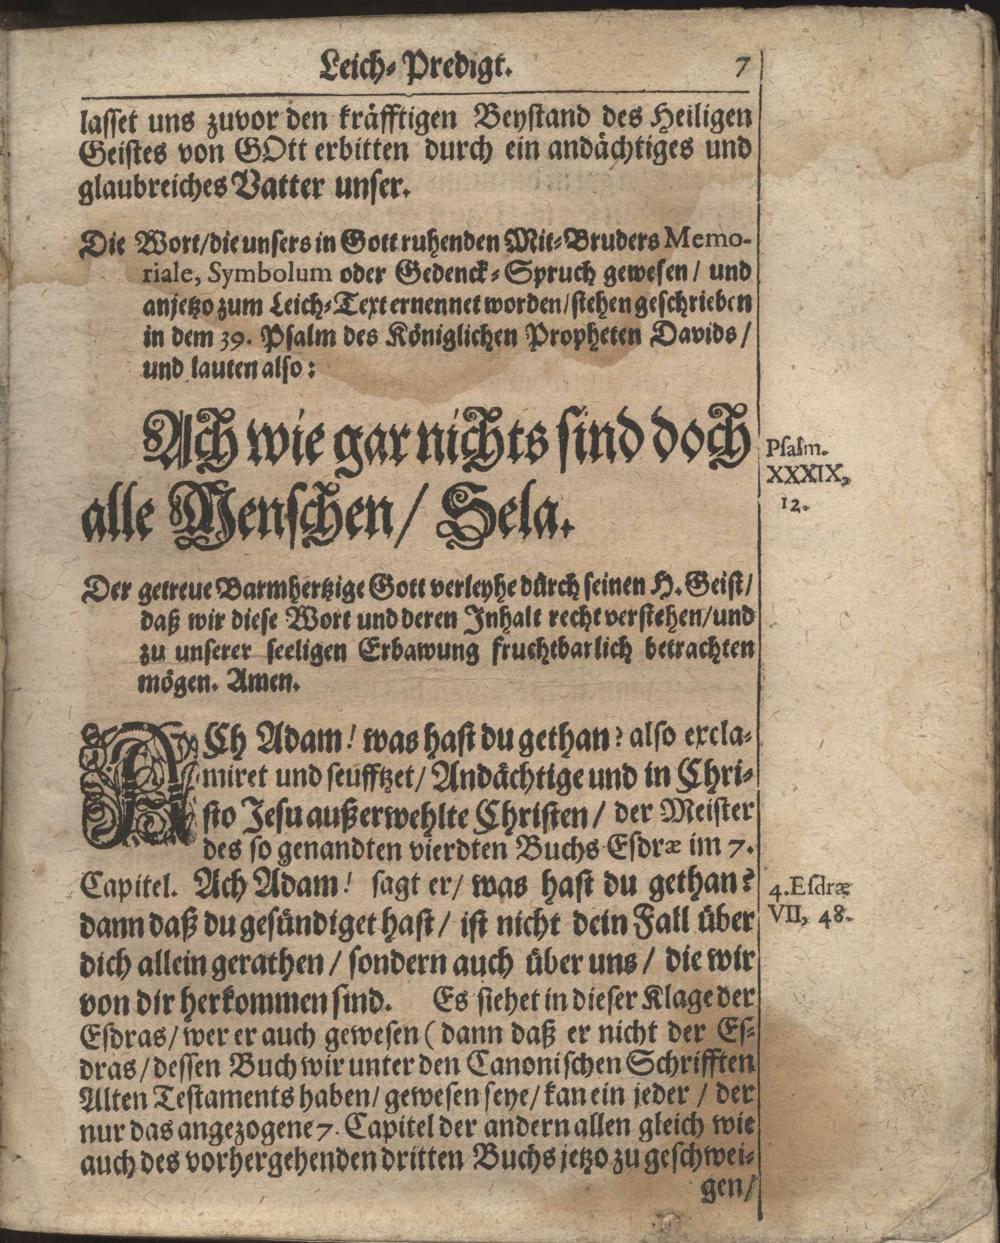 Leich-Predigt. 7
lasset uns zuvor den kräfftigen Beystand des Heiligen
Geistes von GOtt erbitten durch ein andächtiges und
glaubreiches Vatter unser.
Die Wort/die unsers in Gott ruhenden Mit-Bruders Memo-
riale, Symbolum oder Gedenck-Spruch gewesen / und
anjetzo zum Leich-Text ernennet worden/stehen geschrieben
in dem 39. Psalm des Königlichen Propheten Davids /
und lauten also:
Ach wie gar nichts sind doch
alle Menschen/ Sela.
Psalm.
XXXIX,
12.
Der getreue Barmhertzige Gott verleyhe dürch seinen H. Geist/
daß wir diese Wort und deren Inhalt recht verstehen/und
zu unserer seeligen Erbawung fruchtbarlich betrachten
mögen. Amen.
ACh Adam! was hast du gethan? also excla-
miret und seufftzet/ Andächtige und in Chri-
sto Jesu außerwehlte Christen / der Meister
des so genandten vierdten Buchs Esdræ im 7.
Capitel. Ach Adam! sagt er/ was hast du gethan?
dann daß du gesündiget hast/ ist nicht dein Fall über
dich allein gerathen / sondern auch über uns / die wir
von dir herkommen sind. Es siehet in dieser Klage der
Esdras/ wer er auch gewesen ( dann daß er nicht der Es-
dras / dessen Buch wir unter den Canonischen Schrifften
Alten Testaments haben/ gewesen seye/ kan ein jeder / der
nur das angezogene 7. Capitel der andern allen gleich wie
auch des vorhergehenden dritten Buchs jetzo zu geschwei-
gen/
4. Esdræ
VII, 48.